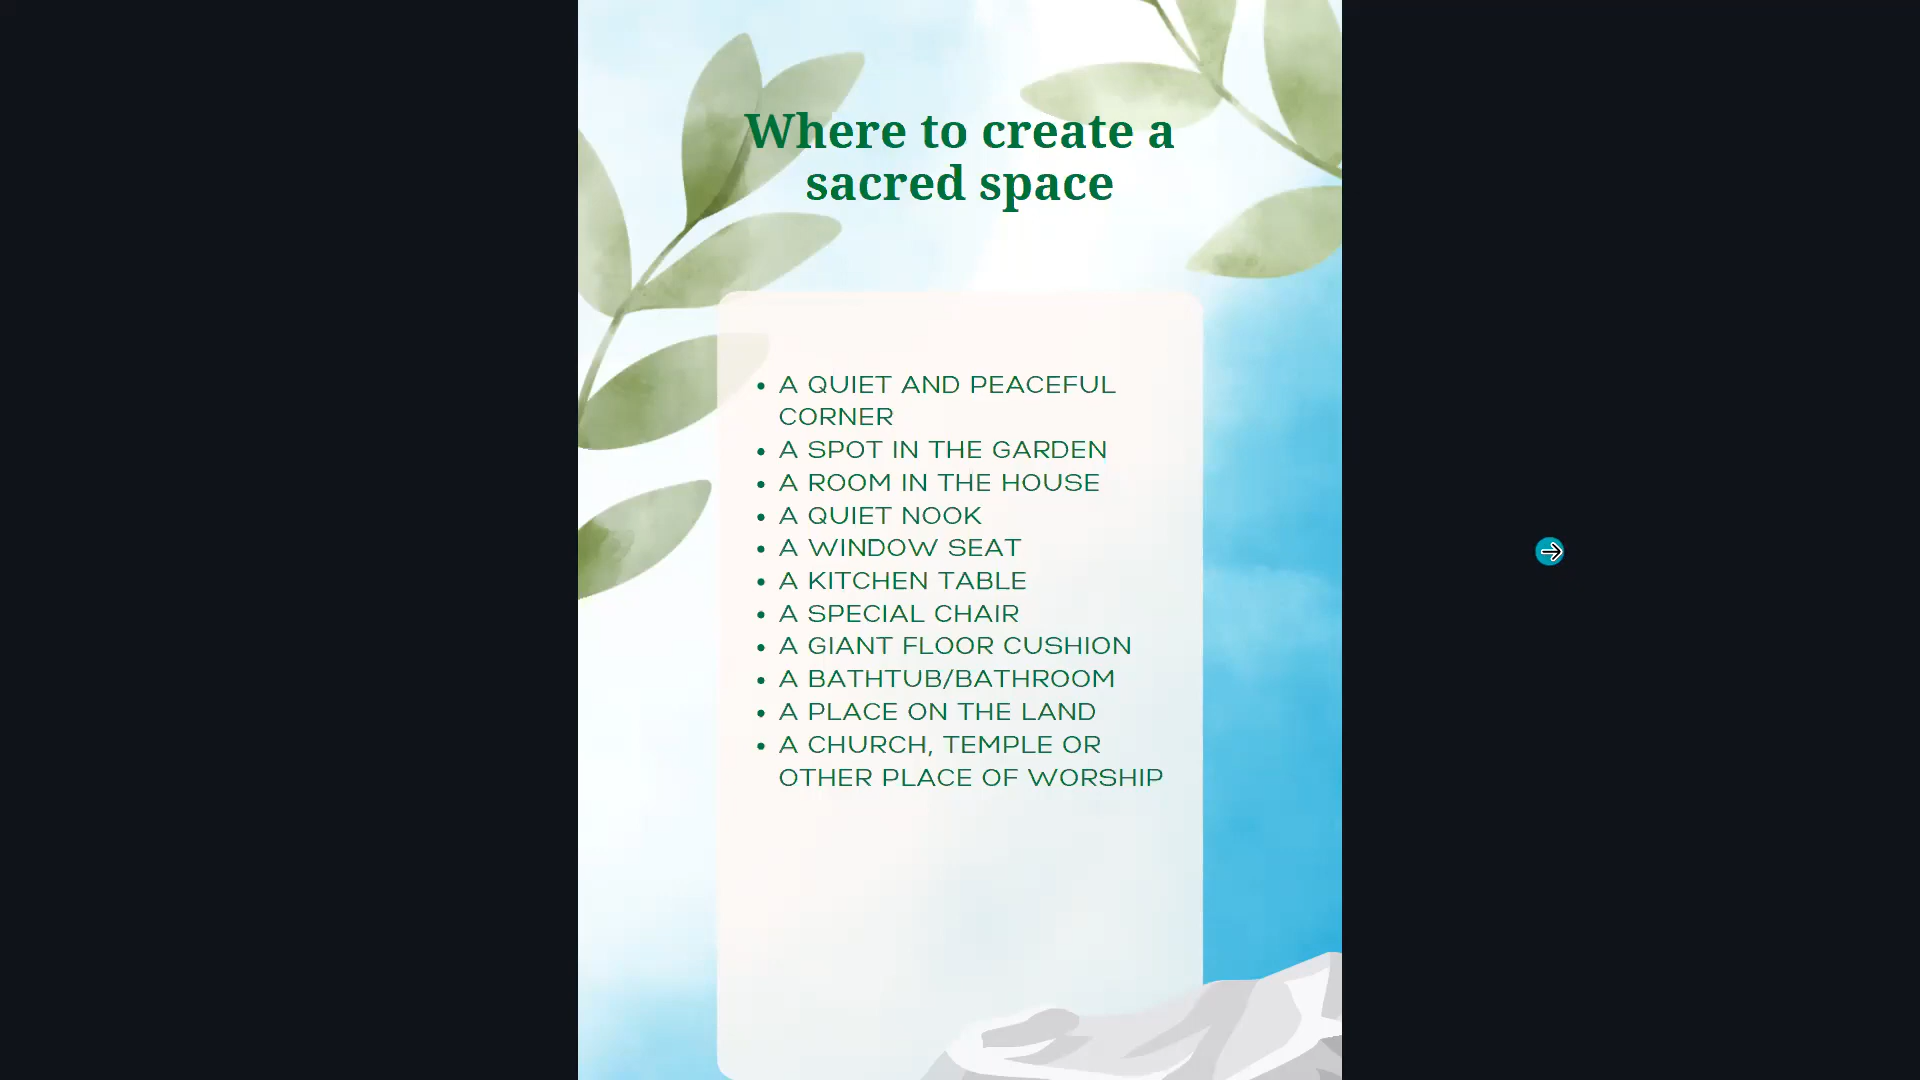 Where to create a
sacred space
• A QUIET AND PEACEFUL
CORNER
• A SPOT IN THE GARDEN
• A ROOM IN THE HOUSE
• A QUIET NOOK
• A WINDOW SEAT
• A KITCHEN TABLE
• A SPECIAL CHAIR
• A GIANT FLOOR CUSHION
• A BATHTUB/BATHROOM
• A PLACE ON THE LAND
• A CHURCH, TEMPLE OR
OTHER PLACE OF WORSHIP